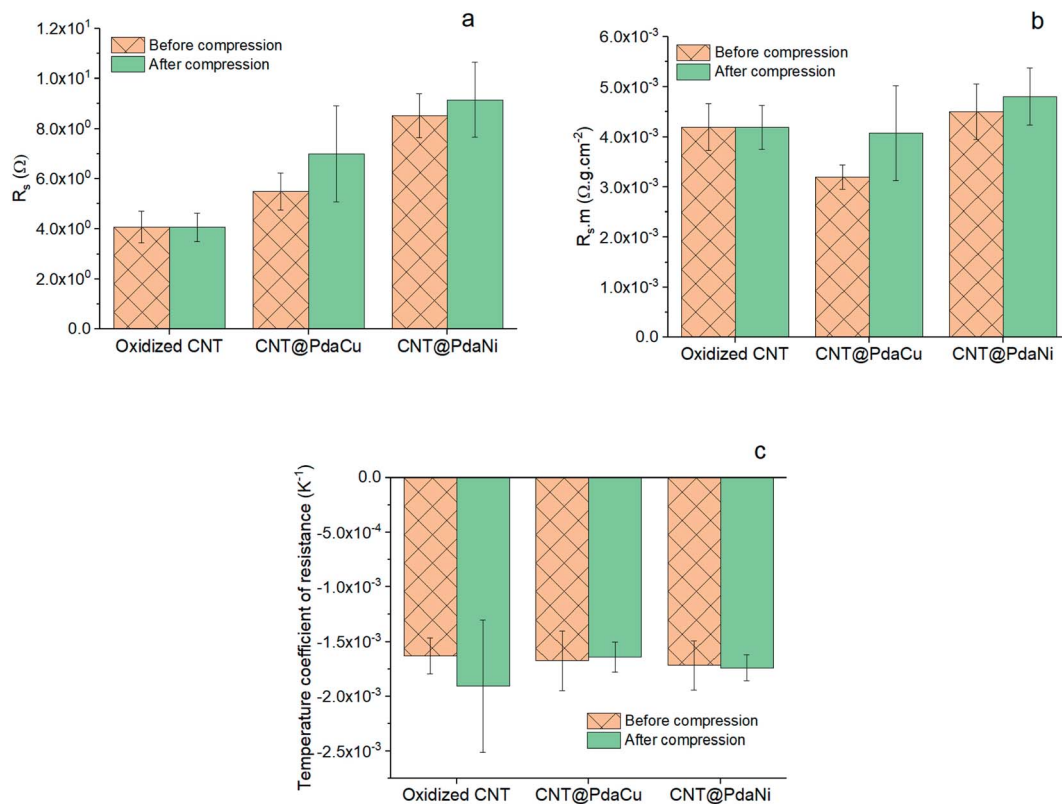 a
1.2x10¹
Before compression
After compression
1.2x10¹
1.0x10¹
8.0x10⁰
6.0x10⁰
4.0x10⁰
2.0x10⁰
0.0
Rₛ (Ω)
Oxidized CNT CNT@PdaCu CNT@PdaNi
b
6.0x10⁻³
Before compression
After compression
5.0x10⁻³
4.0x10⁻³
3.0x10⁻³
2.0x10⁻³
1.0x10⁻³
0.0
Rₛ.m (Ω.g.cm⁻²)
Oxidized CNT CNT@PdaCu CNT@PdaNi
c
0.0
-5.0x10⁻⁴
-1.0x10⁻³
-1.5x10⁻³
-2.0x10⁻³
-2.5x10⁻³
Temperature coefficient of resistance (K⁻¹)
Before compression
After compression
Oxidized CNT CNT@PdaCu CNT@PdaNi